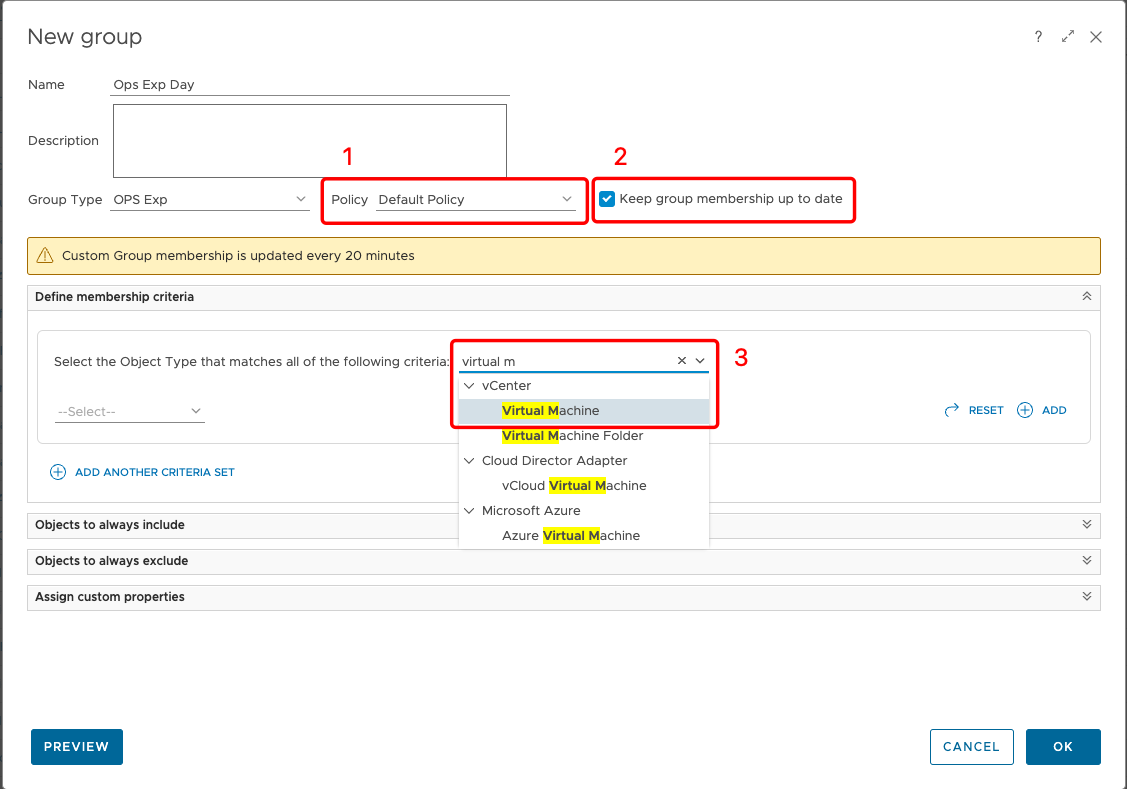 New group
?
Name Ops Exp Day
Description
1 2
Group Type OPS Exp Policy Default Policy Keep group membership up to date
Custom Group membership is updated every 20 minutes
Define membership criteria
Select the Object Type that matches all of the following criteria: virtual m 3
vCenter
--Select-- Virtual Machine RESET ADD
Virtual Machine Folder
Cloud Director Adapter
ADD ANOTHER CRITERIA SET
vCloud Virtual Machine
Microsoft Azure
Objects to always include
Azure Virtual Machine
Objects to always exclude
Assign custom properties
PREVIEW CANCEL OK